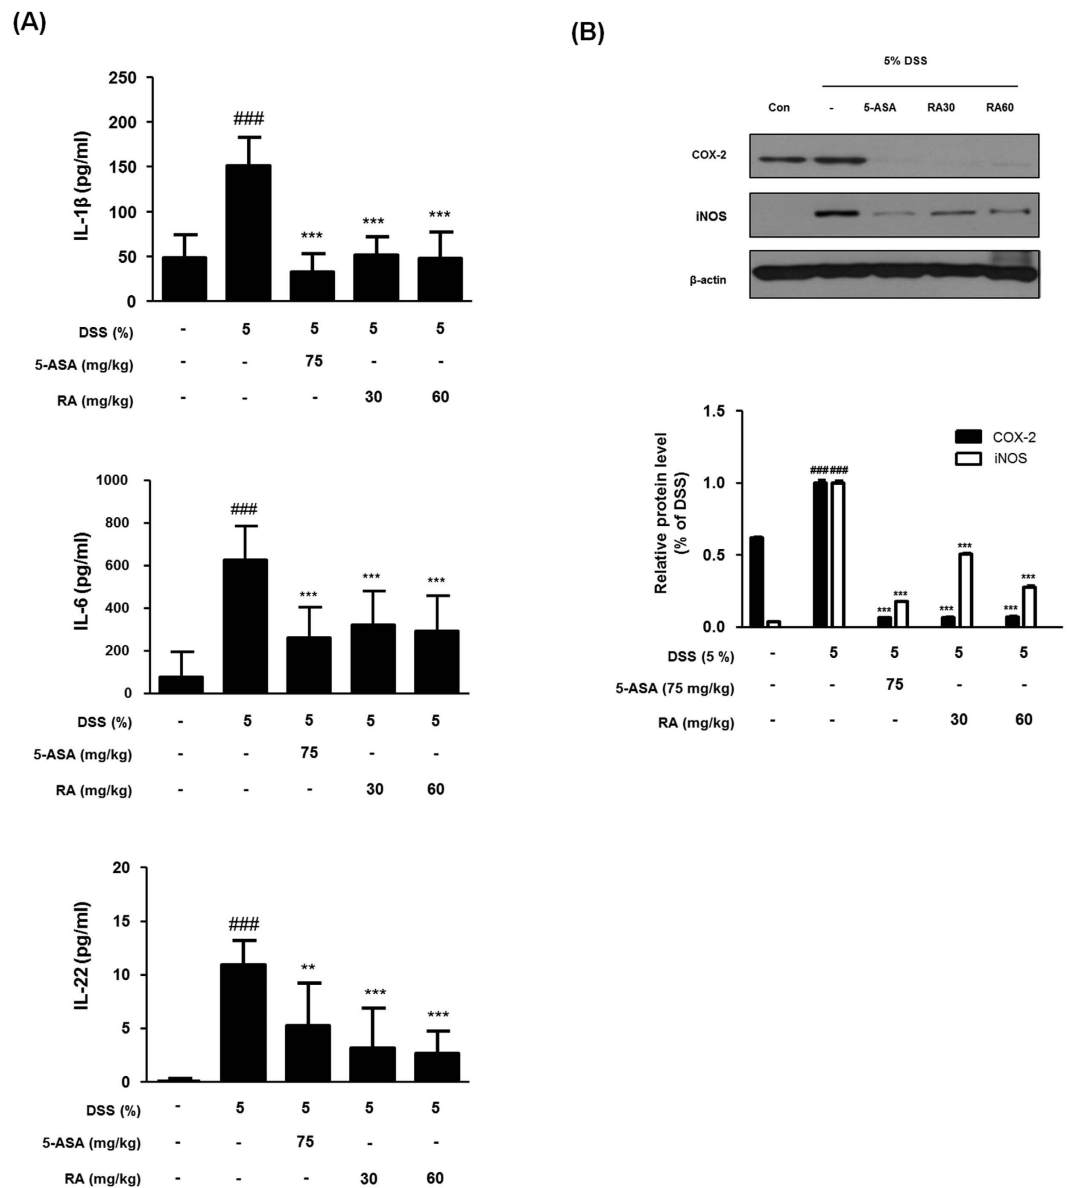 (A)
250
200
150
100
50
0
IL-1β (pg/ml)
###
***
***
***
DSS (%) - 5 5 5 5
5-ASA (mg/kg) - - 75 - -
RA (mg/kg) - - - 30 60
1000
800
600
400
200
0
IL-6 (pg/ml)
###
***
***
***
DSS (%) - 5 5 5 5
5-ASA (mg/kg) - - 75 - -
RA (mg/kg) - - - 30 60
20
15
10
5
0
IL-22 (pg/ml)
###
**
***
***
DSS (%) - 5 5 5 5
5-ASA (mg/kg) - - 75 - -
RA (mg/kg) - - - 30 60
(B)
5% DSS
Con - 5-ASA RA30 RA60
COX-2
iNOS
β-actin
1.5
1.0
0.5
0.0
Relative protein level
(% of DSS)
COX-2
iNOS
### ###
*** ***
*** ***
*** ***
DSS (5 %) - 5 5 5 5
5-ASA (75 mg/kg) - - 75 - -
RA (mg/kg) - - - 30 60